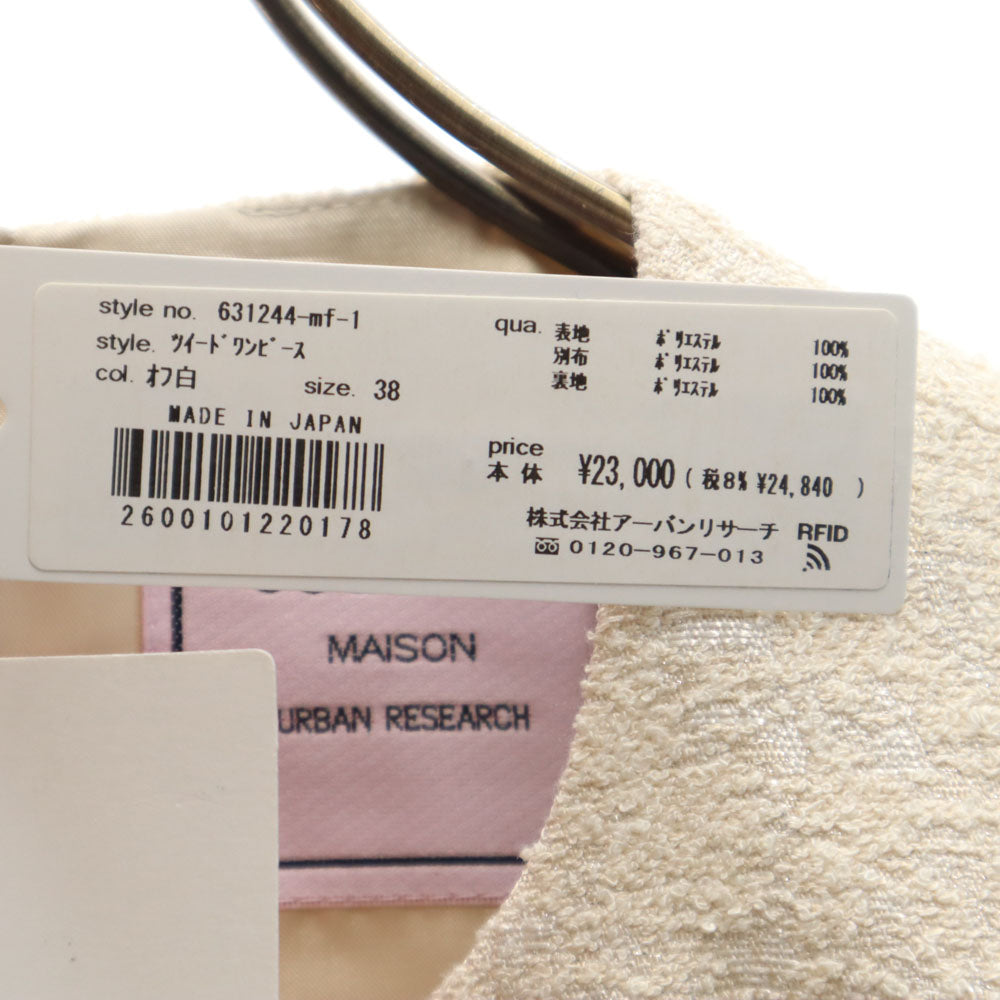 style no. 631244-mf-1
style. ﾂｲｰﾄﾞﾜﾝﾋﾟｰｽ
col. ｵﾌ白 size. 38
MADE IN JAPAN
2600101220178
qua. 表地 ﾎﾟﾘｴｽﾃﾙ 100%
別布 ﾎﾟﾘｴｽﾃﾙ 100%
裏地 ﾎﾟﾘｴｽﾃﾙ 100%
price
本体 ¥23,000 ( 税8% ¥24,840 )
株式会社アーバンリサーチ RFID
0120-967-013
MAISON
URBAN RESEARCH